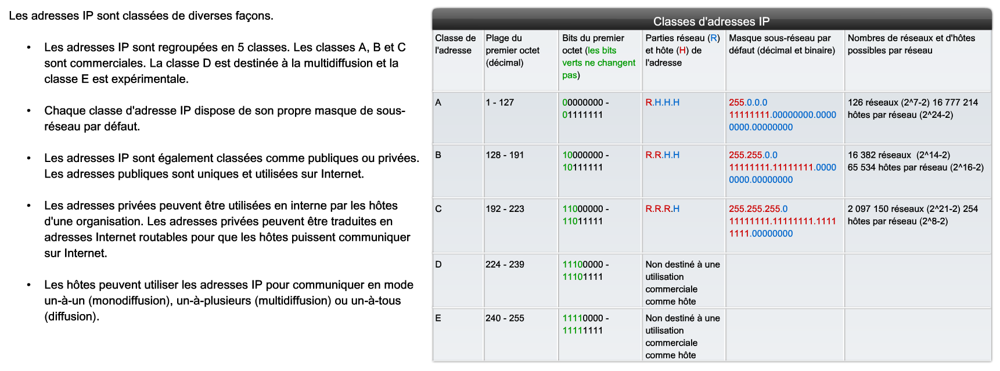 Les adresses IP sont classées de diverses façons.
• Les adresses IP sont regroupées en 5 classes. Les classes A, B et C
sont commerciales. La classe D est destinée à la multidiffusion et la
classe E est expérimentale.
• Chaque classe d'adresse IP dispose de son propre masque de sous-
réseau par défaut.
• Les adresses IP sont également classées comme publiques ou privées.
Les adresses publiques sont uniques et utilisées sur Internet.
• Les adresses privées peuvent être utilisées en interne par les hôtes
d'une organisation. Les adresses privées peuvent être traduites en
adresses Internet routables pour que les hôtes puissent communiquer
sur Internet.
• Les hôtes peuvent utiliser les adresses IP pour communiquer en mode
un-à-un (monodiffusion), un-à-plusieurs (multidiffusion) ou un-à-tous
(diffusion).
Classes d'adresses IP
Classe de
l'adresse
Plage du
premier octet
(décimal)
Bits du premier
octet (les bits
verts ne changent
pas)
Parties réseau (R)
et hôte (H) de
l'adresse
Masque sous-réseau par
défaut (décimal et binaire)
Nombres de réseaux et d'hôtes
possibles par réseau
A
1 - 127
00000000 -
01111111
R.H.H.H
255.0.0.0
11111111.00000000.0000
0000.00000000
126 réseaux (2^7-2) 16 777 214
hôtes par réseau (2^24-2)
B
128 - 191
10000000 -
10111111
R.R.H.H
255.255.0.0
11111111.11111111.0000
0000.00000000
16 382 réseaux (2^14-2)
65 534 hôtes par réseau (2^16-2)
C
192 - 223
11000000 -
11011111
R.R.R.H
255.255.255.0
11111111.11111111.1111
1111.00000000
2 097 150 réseaux (2^21-2) 254
hôtes par réseau (2^8-2)
D
224 - 239
11100000 -
11101111
Non destiné à une
utilisation
commerciale
comme hôte
E
240 - 255
11110000 -
11111111
Non destiné à une
utilisation
commerciale
comme hôte